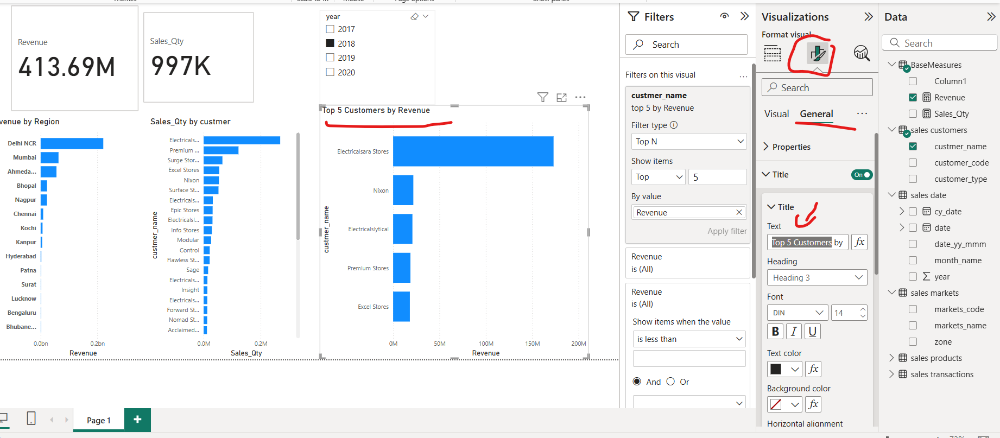 Revenue
413.69M
Sales_Qty
997K
year
2017
2018
2019
2020
venue by Region
Delhi NCR
Mumbai
Ahmeda...
Bhopal
Nagpur
Chennai
Kochi
Kanpur
Hyderabad
Patna
Surat
Lucknow
Bengaluru
Bhubane...
0.0bn 0.2bn
Revenue
Sales_Qty by custmer
custmer_name
Electricals...
Premium ...
Surge Stor...
Excel Stores
Nixon
Surface St...
Electricals...
Epic Stores
Electricalsl...
Info Stores
Modular
Control
Flawless St...
Sage
Electricals...
Insight
Electricals...
Forward St...
Nomad St...
Acclaimed...
0.0M 0.2M
Sales_Qty
Top 5 Customers by Revenue
custmer_name
Electricalsara Stores
Nixon
Electricalslytical
Premium Stores
Excel Stores
0M 50M 100M 150M 200M
Revenue
Page 1
Filters
Search
Filters on this visual
custmer_name
top 5 by Revenue
Filter type
Top N
Show items
Top 5
By value
Revenue
Apply filter
Revenue
is (All)
Revenue
is (All)
Show items when the value
is less than
And Or
Visualizations
Format visual
Search
Visual General
Properties
Title On
Title
Text
Top 5 Customers by
fx
Heading
Heading 3
Font
DIN 14
B I U
Text color
fx
Background color
fx
Horizontal alignment
Data
Search
BaseMeasures
Column1
Revenue
Sales_Qty
sales customers
custmer_name
customer_code
customer_type
sales date
cy_date
date
date_yy_mmm
month_name
year
sales markets
markets_code
markets_name
zone
sales products
sales transactions